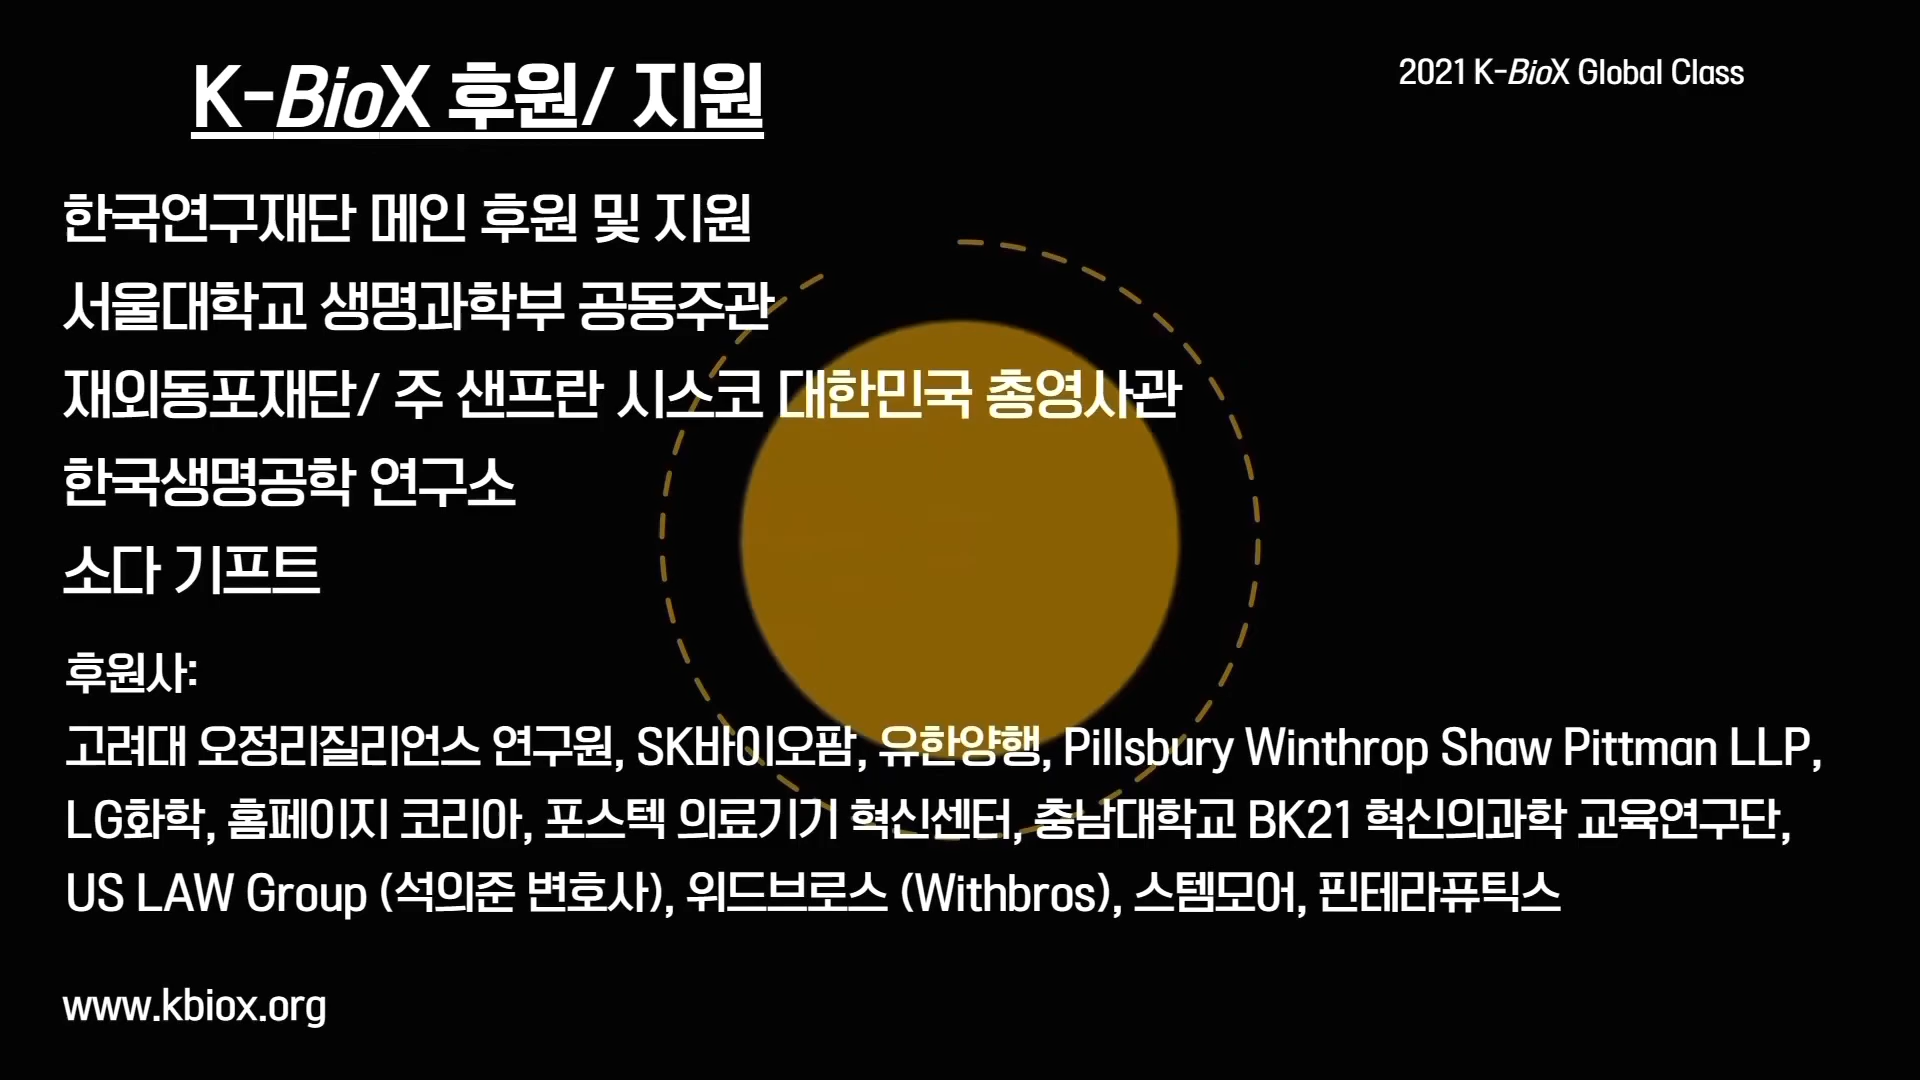 K-BioX 후원/ 지원
2021 K-BioX Global Class
한국연구재단 메인 후원 및 지원
서울대학교 생명과학부 공동주관
재외동포재단/ 주 샌프란 시스코 대한민국 총영사관
한국생명공학 연구소
소다 기프트
후원사:
고려대 오정리질리언스 연구원, SK바이오팜, 유한양행, Pillsbury Winthrop Shaw Pittman LLP,
LG화학, 홈페이지 코리아, 포스텍 의료기기 혁신센터, 충남대학교 BK21 혁신의과학 교육연구단,
US LAW Group (석의준 변호사), 위드브로스 (Withbros), 스템모어, 핀테라퓨틱스
www.kbiox.org